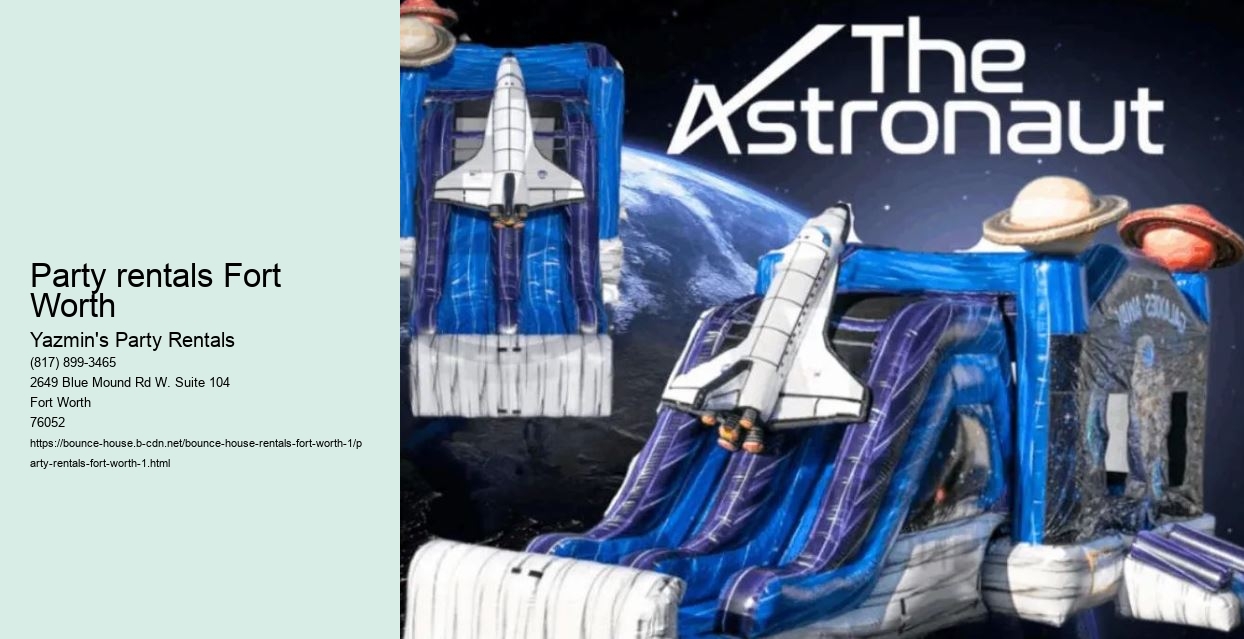 Party rentals Fort
Worth
Yazmin's Party Rentals
(817) 899-3465
2649 Blue Mound Rd W. Suite 104
Fort Worth
76052
https://bounce-house.b-cdn.net/bounce-house-rentals-fort-worth-1/p
arty-rentals-fort-worth-1.html
The
Astronaut